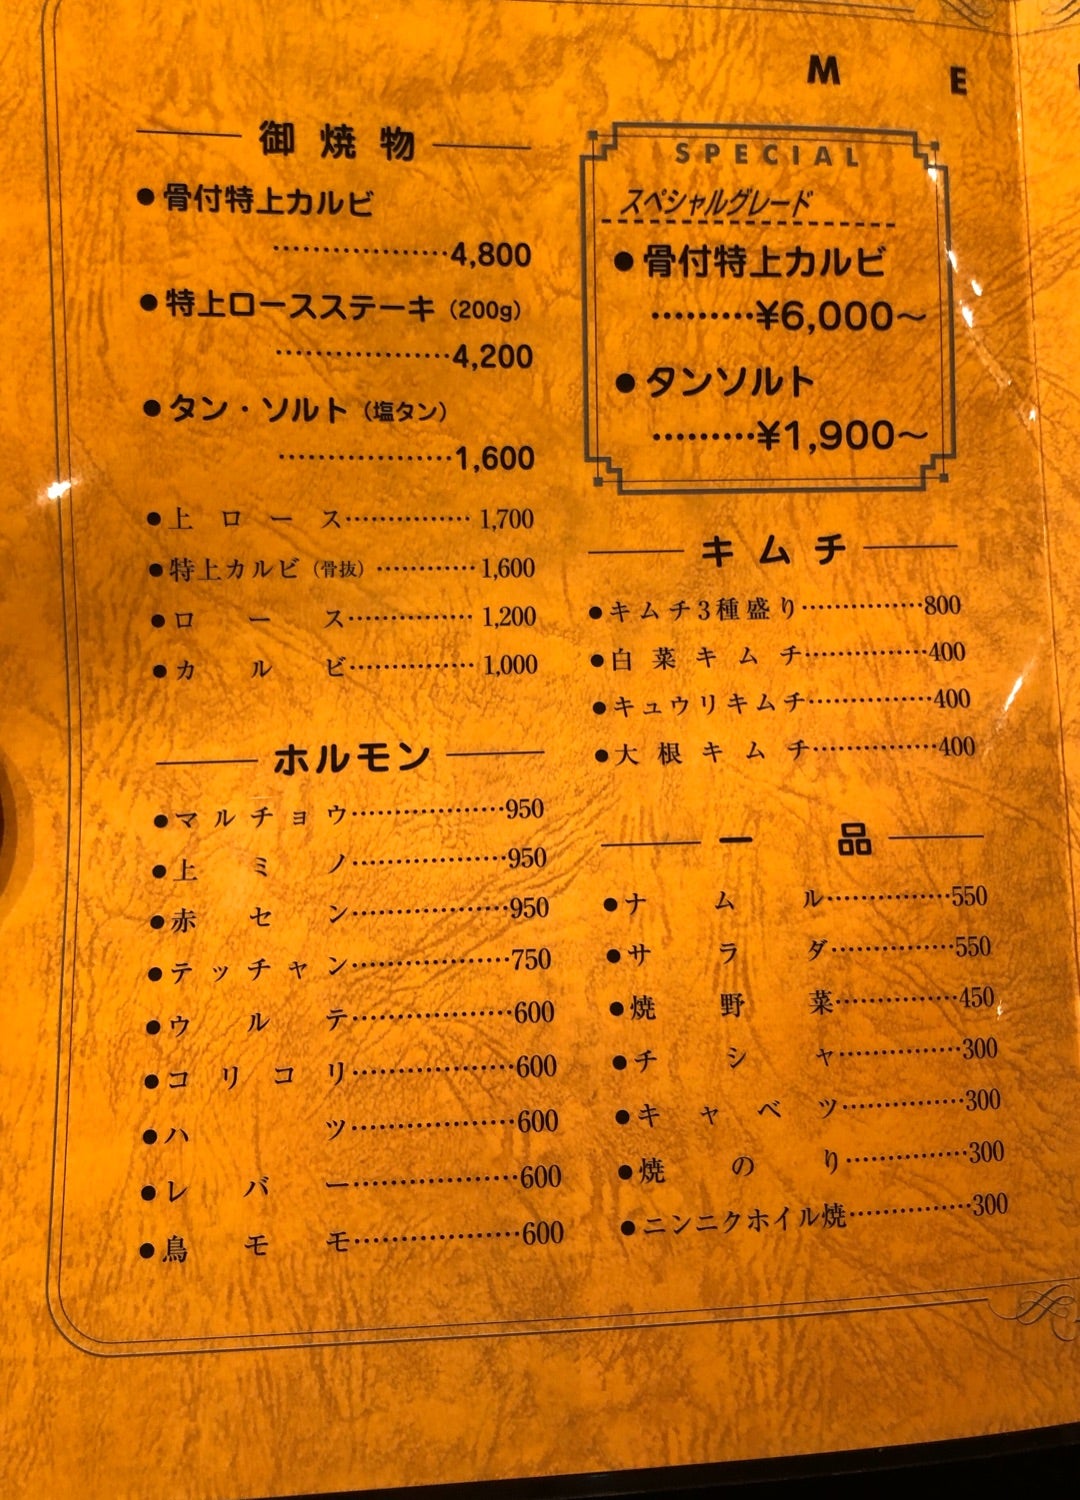 M E
御焼物
●骨付特上カルビ
………………4,800
●特上ロースステーキ（200g）
………………4,200
●タン・ソルト（塩タン）
………………1,600
●上ロース……………1,700
●特上カルビ（骨抜）…………1,600
●ロース……………1,200
●カルビ……………1,000
ホルモン
●マルチョウ………………950
●上ミノ………………950
●赤セン………………950
●テッチャン………………750
●ウルテ………………600
●コリコリ………………600
●ハツ………………600
●レバー………………600
●鳥モモ………………600
SPECIAL
スペシャルグレード
●骨付特上カルビ
………¥6,000～
●タンソルト
………¥1,900～
キムチ
●キムチ3種盛り……………800
●白菜キムチ……………400
●キュウリキムチ……………400
●大根キムチ……………400
一品
●ナムル……………550
●サラダ……………550
●焼野菜……………450
●チシャ……………300
●キャベツ……………300
●焼のり……………300
●ニンニクホイル焼……………300